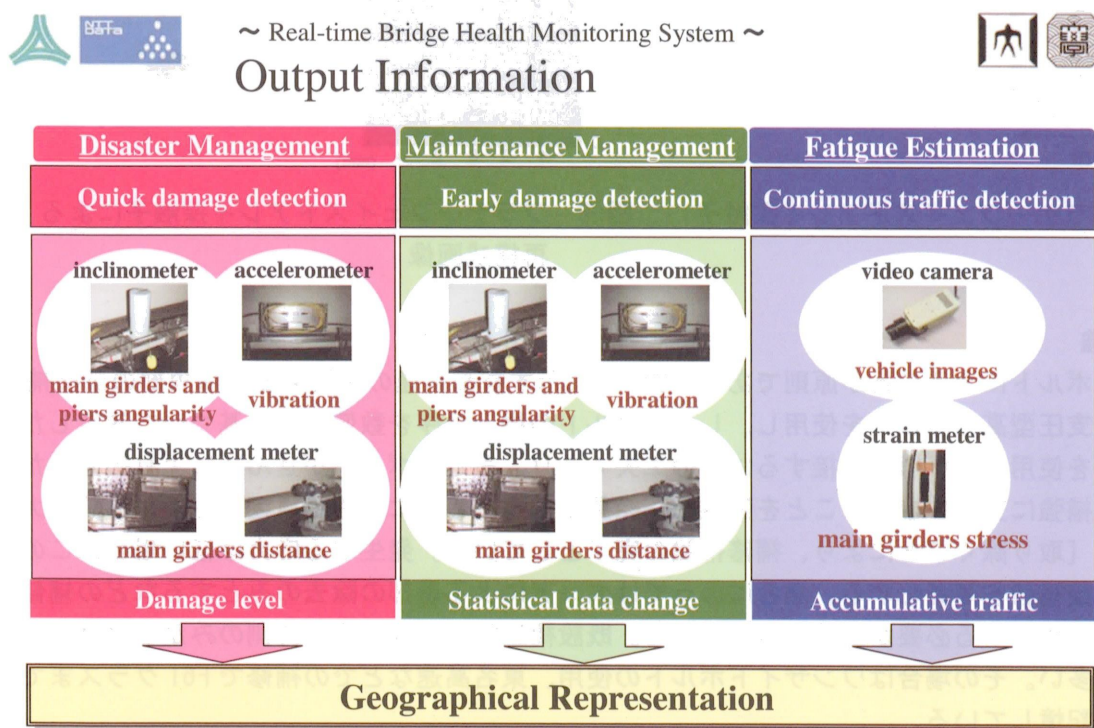 NTT
Data
～ Real-time Bridge Health Monitoring System ～
Output Information
Disaster Management
Quick damage detection
inclinometer
accelerometer
main girders and
piers angularity
vibration
displacement meter
main girders distance
Damage level
Maintenance Management
Early damage detection
inclinometer
accelerometer
main girders and
piers angularity
vibration
displacement meter
main girders distance
Statistical data change
Fatigue Estimation
Continuous traffic detection
video camera
vehicle images
strain meter
main girders stress
Accumulative traffic
Geographical Representation